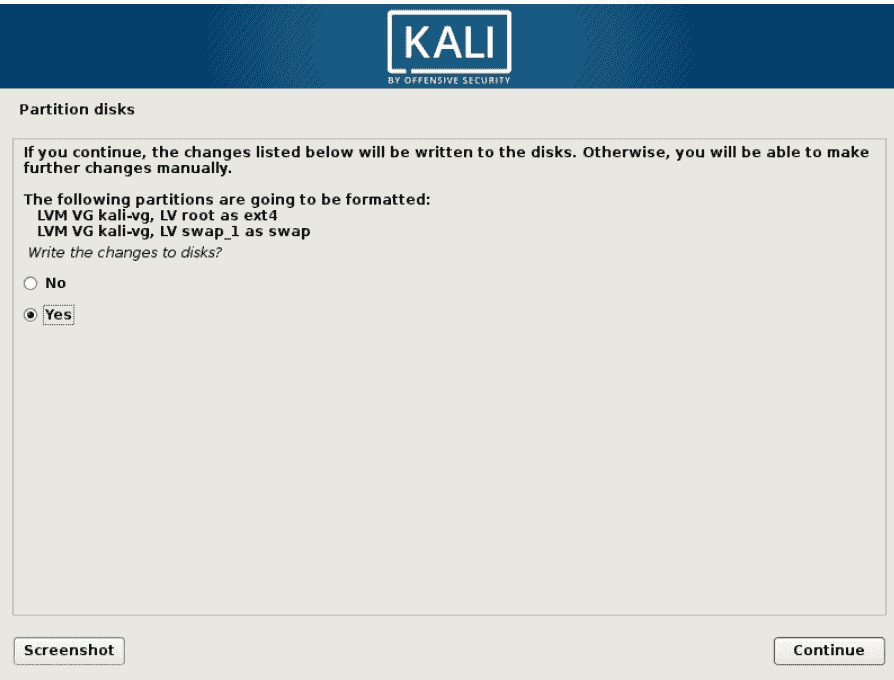 KALI
BY OFFENSIVE SECURITY
Partition disks
If you continue, the changes listed below will be written to the disks. Otherwise, you will be able to make
further changes manually.
The following partitions are going to be formatted:
LVM VG kali-vg, LV root as ext4
LVM VG kali-vg, LV swap_1 as swap
Write the changes to disks?
No
Yes
Screenshot
Continue